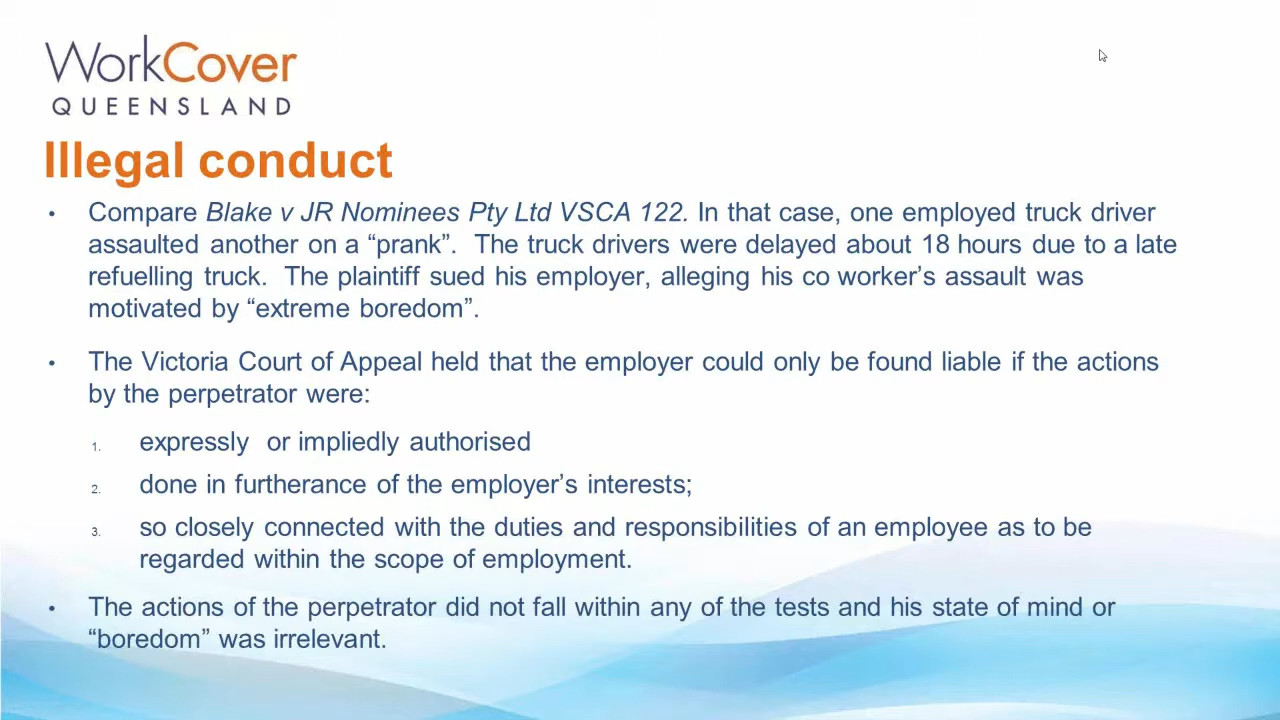 WorkCover
QUEENSLAND
Illegal conduct
• Compare Blake v JR Nominees Pty Ltd VSCA 122. In that case, one employed truck driver
assaulted another on a “prank”. The truck drivers were delayed about 18 hours due to a late
refuelling truck. The plaintiff sued his employer, alleging his co worker’s assault was
motivated by “extreme boredom”.
• The Victoria Court of Appeal held that the employer could only be found liable if the actions
by the perpetrator were:
1. expressly or impliedly authorised
2. done in furtherance of the employer’s interests;
3. so closely connected with the duties and responsibilities of an employee as to be
regarded within the scope of employment.
• The actions of the perpetrator did not fall within any of the tests and his state of mind or
“boredom” was irrelevant.